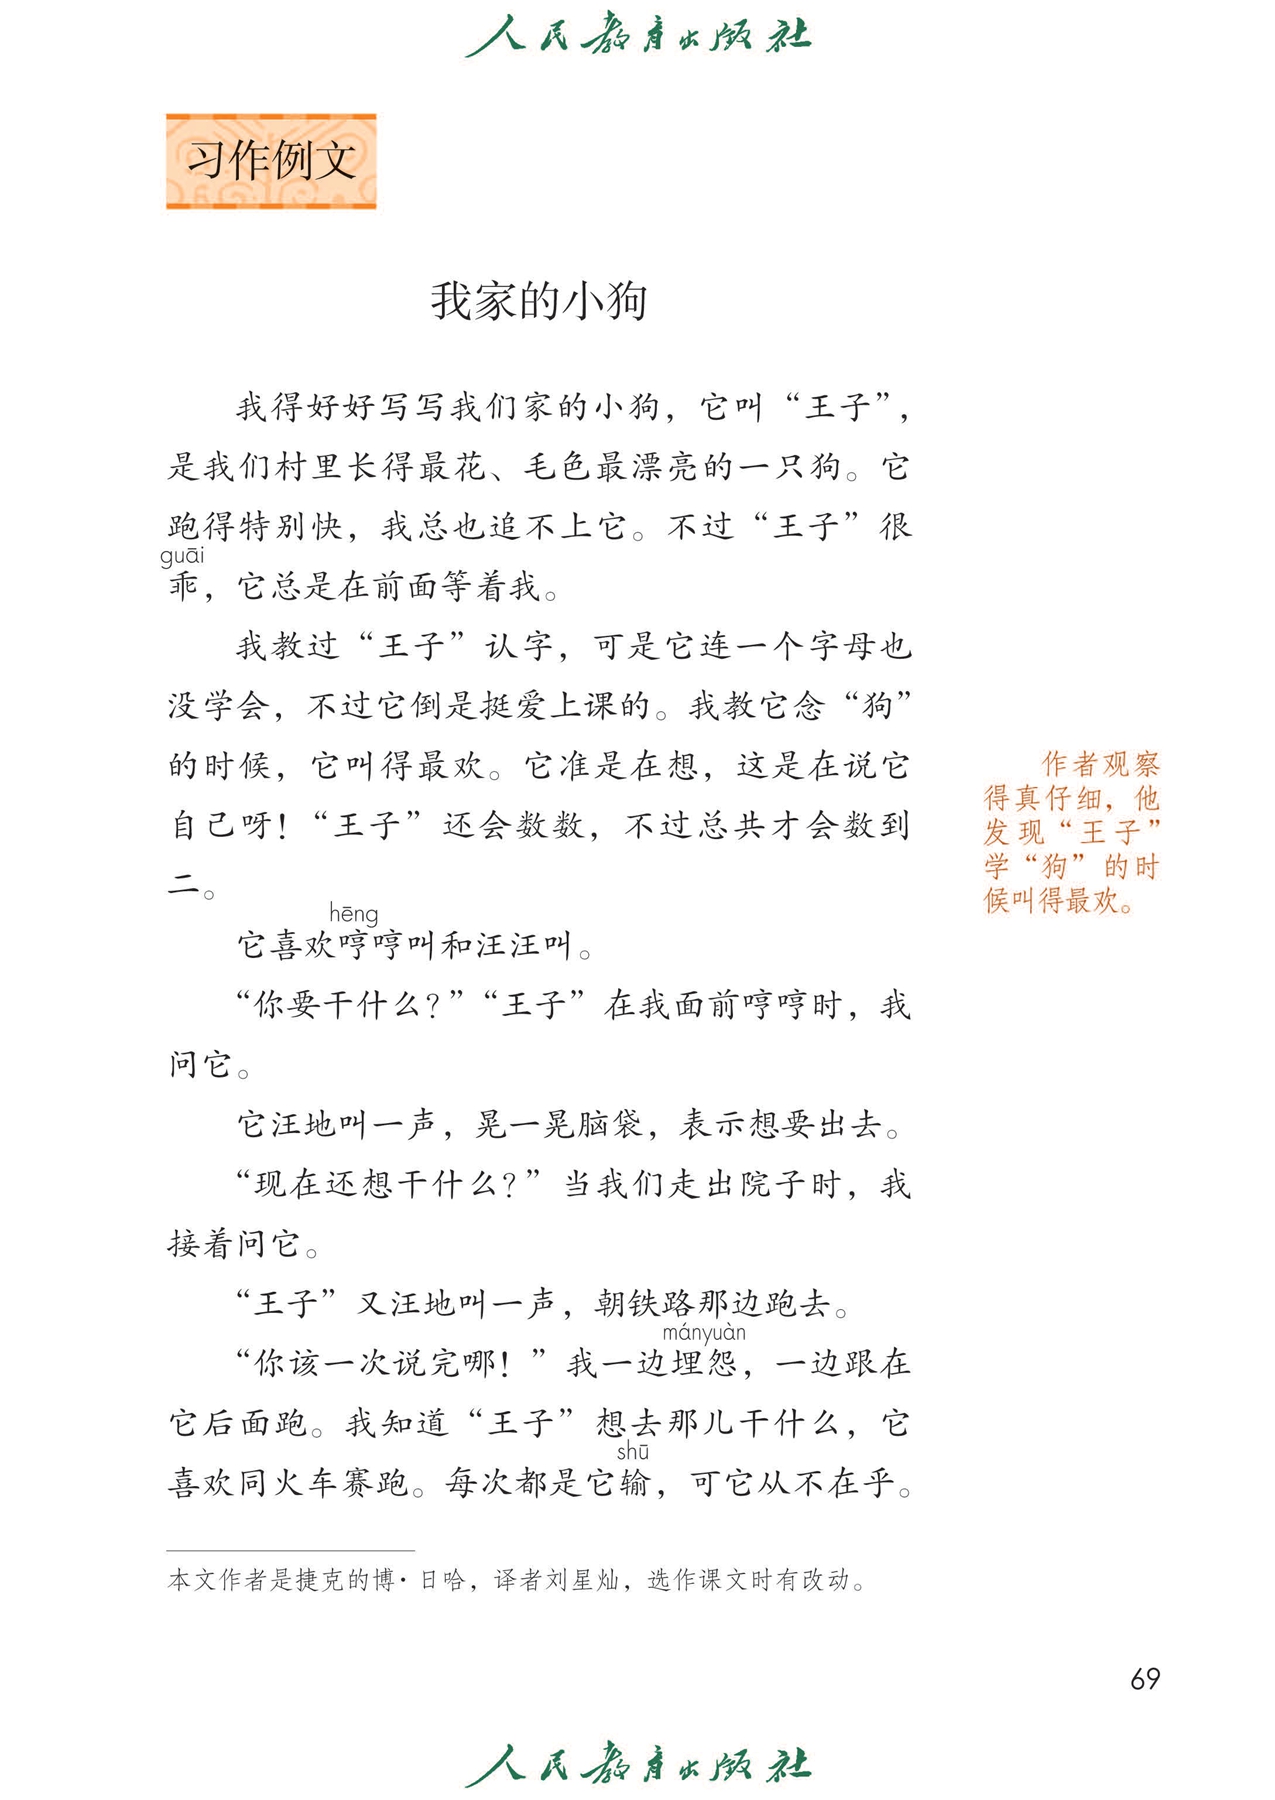 人民教育出版社
习作例文
我家的小狗
我得好好写写我们家的小狗，它叫“王子”，
是我们村里长得最花、毛色最漂亮的一只狗。它
跑得特别快，我总也追不上它。不过“王子”很
guāi
乖，它总是在前面等着我。
我教过“王子”认字，可是它连一个字母也
没学会，不过它倒是挺爱上课的。我教它念“狗”
的时候，它叫得最欢。它准是在想，这是在说它
自己呀！“王子”还会数数，不过总共才会数到
二。
作者观察
得真仔细，他
发现“王子”
学“狗”的时
候叫得最欢。
hēng
它喜欢哼哼叫和汪汪叫。
“你要干什么？”“王子”在我面前哼哼时，我
问它。
它汪地叫一声，晃一晃脑袋，表示想要出去。
“现在还想干什么？”当我们走出院子时，我
接着问它。
“王子”又汪地叫一声，朝铁路那边跑去。
mányuàn
“你该一次说完哪！”我一边埋怨，一边跟在
它后面跑。我知道“王子”想去那儿干什么，它
shū
喜欢同火车赛跑。每次都是它输，可它从不在乎。
本文作者是捷克的博·日哈，译者刘星灿，选作课文时有改动。
69
人民教育出版社